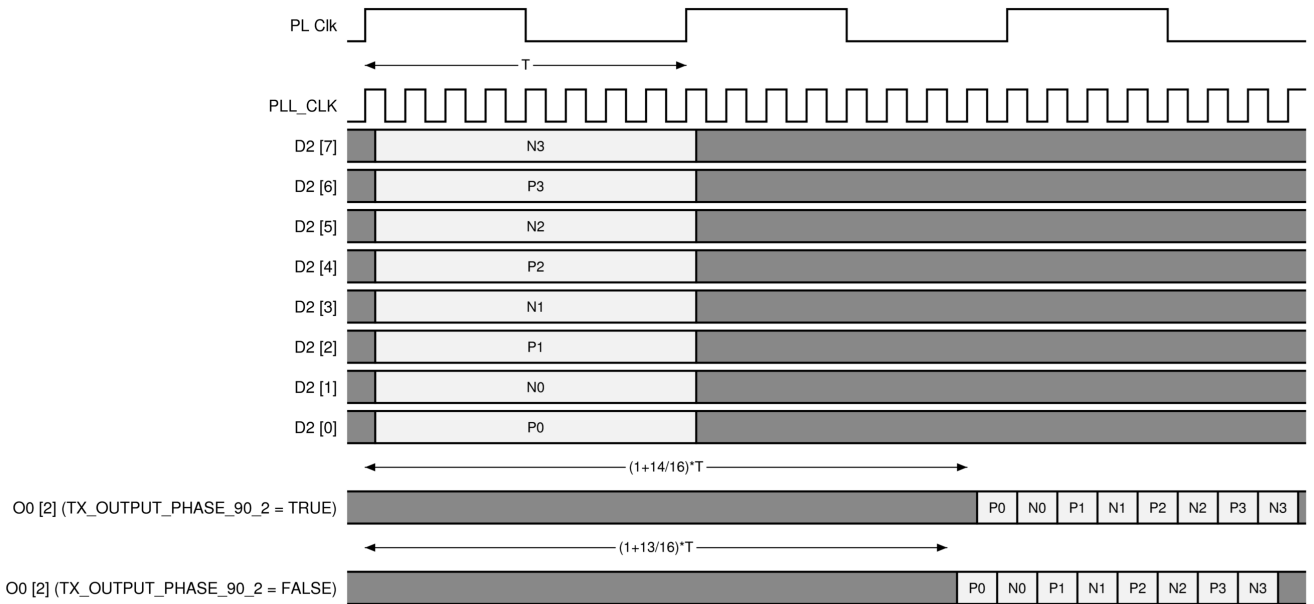 PL Clk
T
PLL_CLK
D2 [7] N3
D2 [6] P3
D2 [5] N2
D2 [4] P2
D2 [3] N1
D2 [2] P1
D2 [1] N0
D2 [0] P0
(1+14/16)*T
O0 [2] (TX_OUTPUT_PHASE_90_2 = TRUE) P0 N0 P1 N1 P2 N2 P3 N3
(1+13/16)*T
O0 [2] (TX_OUTPUT_PHASE_90_2 = FALSE) P0 N0 P1 N1 P2 N2 P3 N3